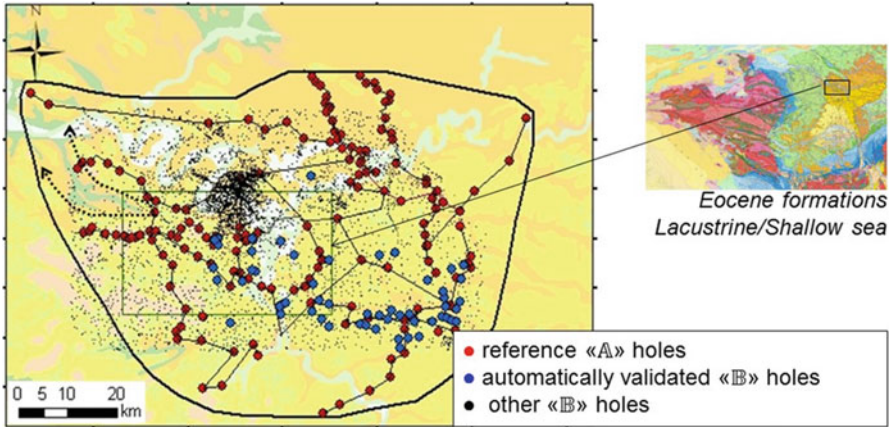 N
Eocene formations
Lacustrine/Shallow sea
reference «𝔸» holes
automatically validated «𝔹» holes
other «𝔹» holes
0 5 10 20
km